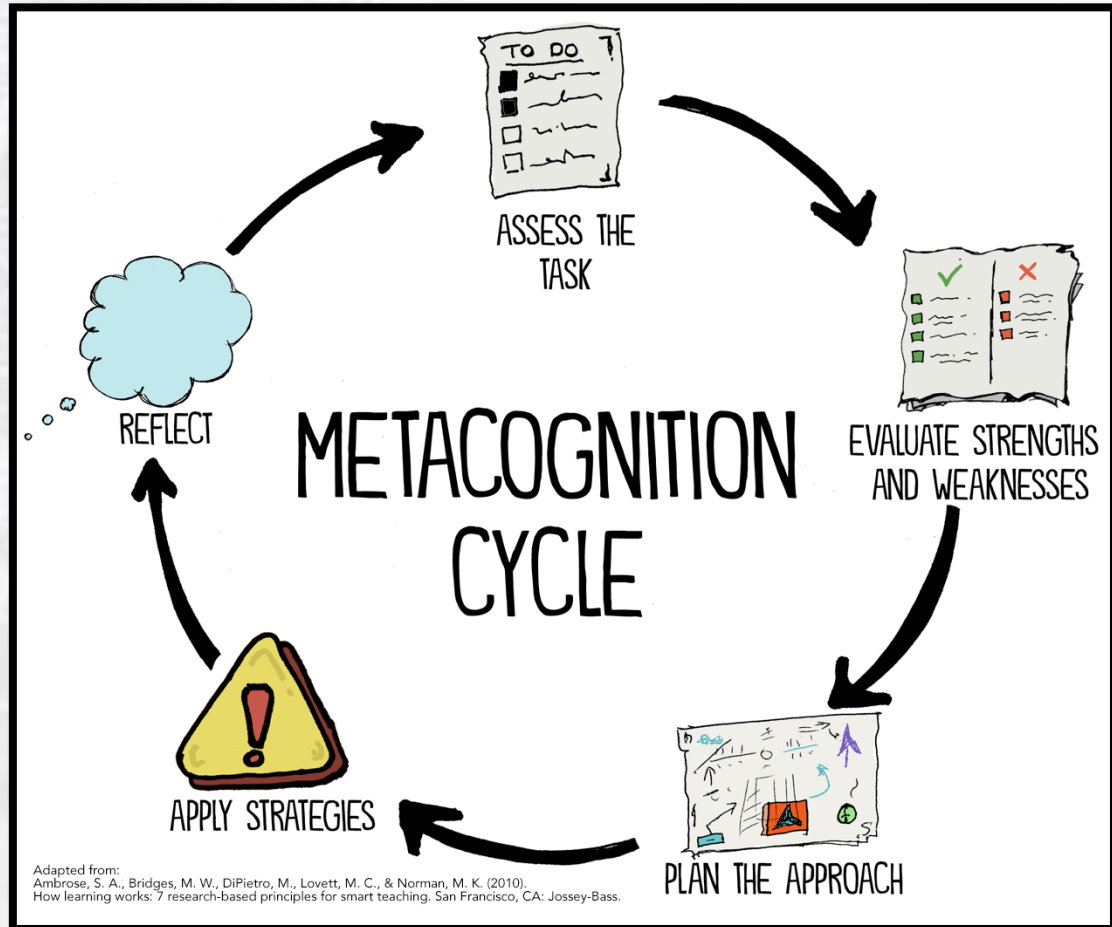 TO DO
ASSESS THE
TASK
EVALUATE STRENGTHS
AND WEAKNESSES
PLAN THE APPROACH
APPLY STRATEGIES
REFLECT
METACOGNITION
CYCLE
Adapted from:
Ambrose, S. A., Bridges, M. W., DiPietro, M., Lovett, M. C., & Norman, M. K. (2010).
How learning works: 7 research-based principles for smart teaching. San Francisco, CA: Jossey-Bass.